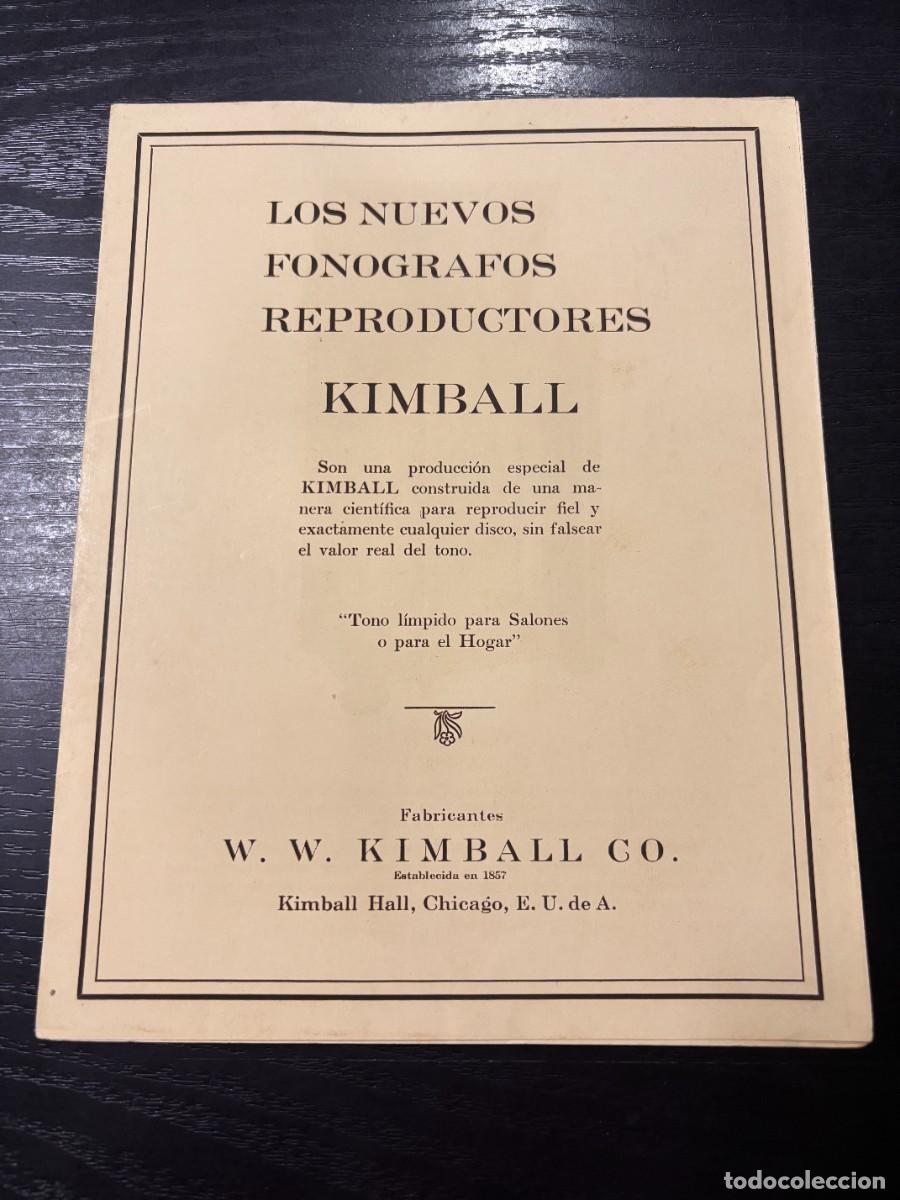 LOS NUEVOS
FONOGRAFOS
REPRODUCTORES
KIMBALL
Son una producción especial de
KIMBALL construida de una ma-
nera científica para reproducir fiel y
exactamente cualquier disco, sin falsear
el valor real del tono.
“Tono límpido para Salones
o para el Hogar”
Fabricantes
W. W. KIMBALL CO.
Establecida en 1857
Kimball Hall, Chicago, E. U. de A.
todocoleccion